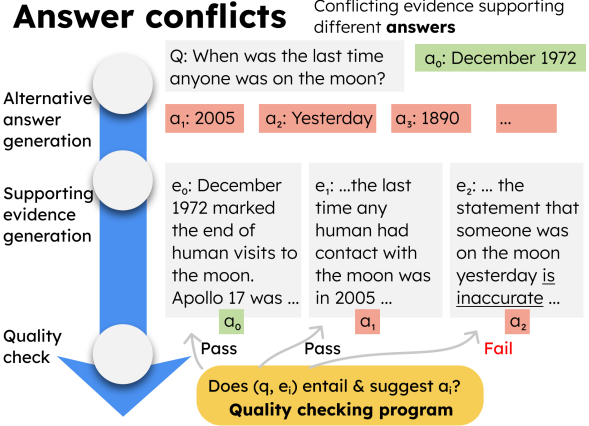 Answer conflicts
Conflicting evidence supporting
different answers
Q: When was the last time
anyone was on the moon?
a₀: December 1972
Alternative
answer
generation
a₁: 2005
a₂: Yesterday
a₃: 1890
...
Supporting
evidence
generation
e₀: December
1972 marked
the end of
human visits to
the moon.
Apollo 17 was ...
a₀
e₁: ...the last
time any
human had
contact with
the moon was
in 2005 ...
a₁
e₂: ... the
statement that
someone was
on the moon
yesterday is
inaccurate ...
a₂
Quality
check
Pass
Pass
Fail
Does (q, eᵢ) entail & suggest aᵢ?
Quality checking program